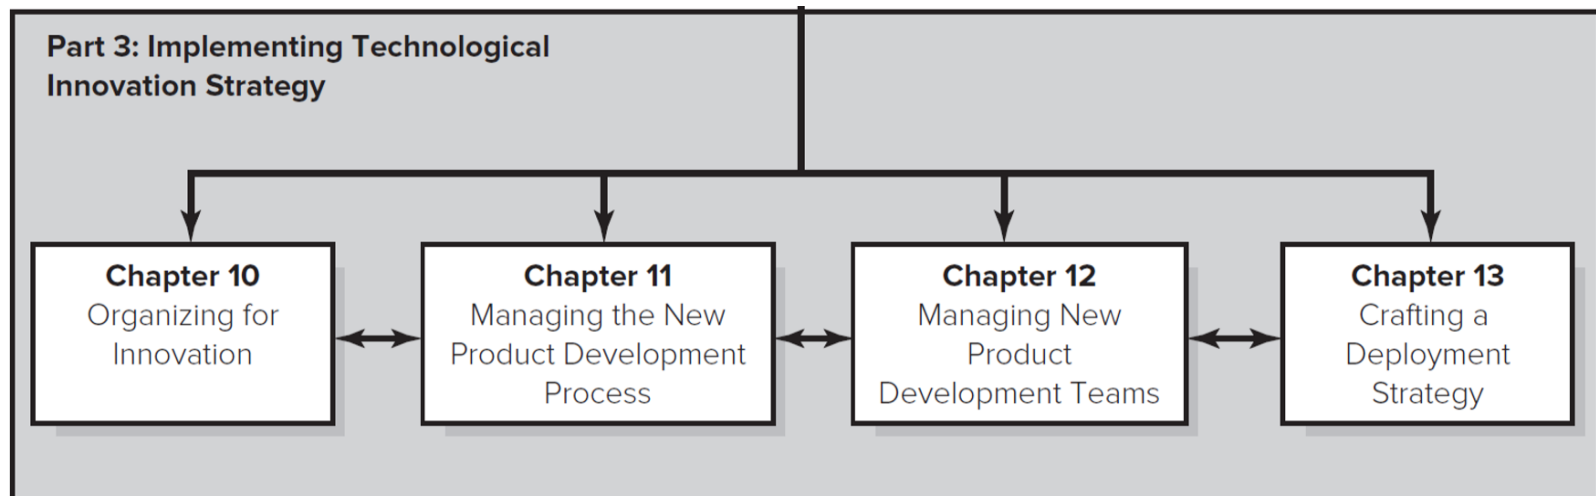 Part 3: Implementing Technological
Innovation Strategy
Chapter 10
Organizing for
Innovation
Chapter 11
Managing the New
Product Development
Process
Chapter 12
Managing New
Product
Development Teams
Chapter 13
Crafting a
Deployment
Strategy